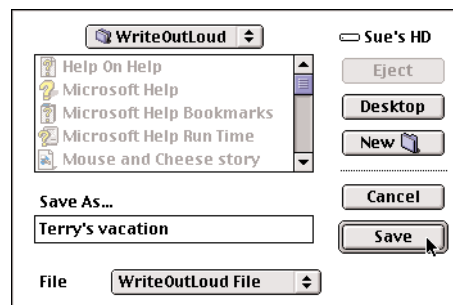 WriteOutLoud
Sue's HD
Help On Help
Microsoft Help
Microsoft Help Bookmarks
Microsoft Help Run Time
Mouse and Cheese story
Eject
Desktop
New
Save As...
Terry's vacation
Cancel
Save
File
WriteOutLoud File